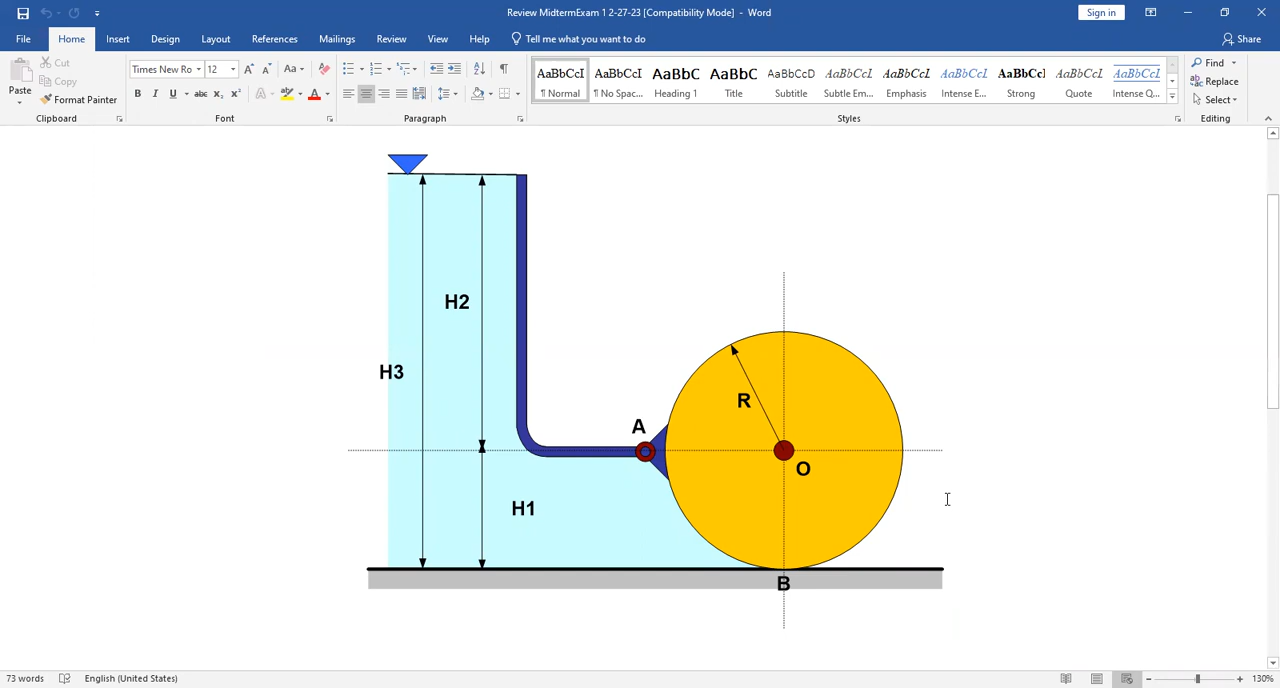 Review MidtermExam 1 2-27-23 [Compatibility Mode] - Word
Sign in
File Home Insert Design Layout References Mailings Review View Help Tell me what you want to do Share
Paste
Cut
Copy
Format Painter
Clipboard
Times New Ro 12
Font
Paragraph
AaBbCcI AaBbCcI AaBbC AaBbC AaBbCcD AaBbCcI AaBbCcI AaBbCcI AaBbCcI AaBbCcI AaBbCcI
¶ Normal ¶ No Spac... Heading 1 Title Subtitle Subtle Em... Emphasis Intense E... Strong Quote Intense Q...
Styles
Find
Replace
Select
Editing
H2
H3
A
R
O
H1
B
73 words English (United States) 130%